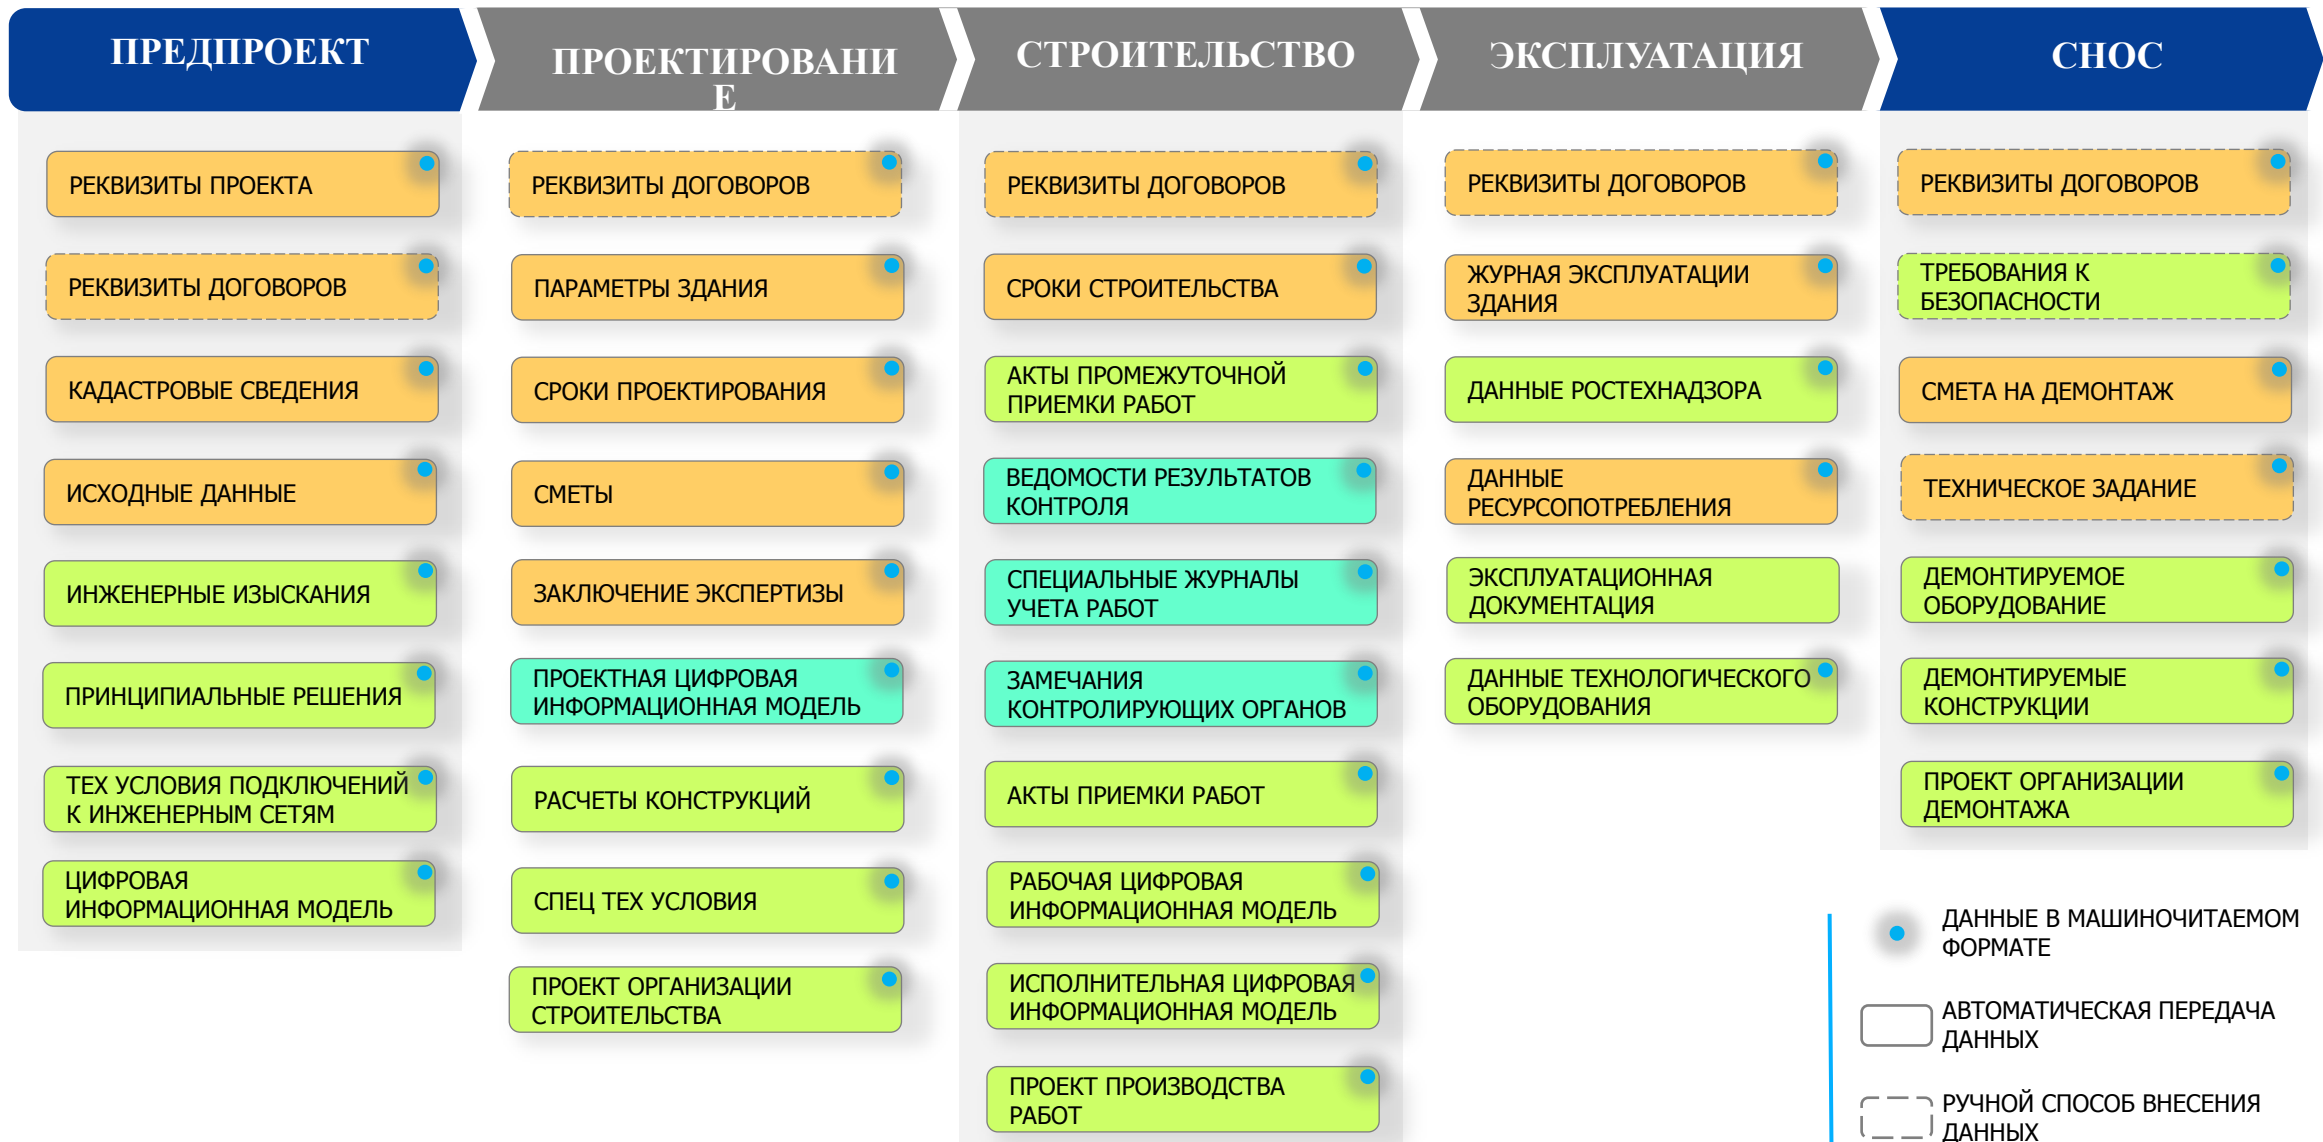 ПРЕДПРОЕКТ
РЕКВИЗИТЫ ПРОЕКТА
РЕКВИЗИТЫ ДОГОВОРОВ
КАДАСТРОВЫЕ СВЕДЕНИЯ
ИСХОДНЫЕ ДАННЫЕ
ИНЖЕНЕРНЫЕ ИЗЫСКАНИЯ
ПРИНЦИПИАЛЬНЫЕ РЕШЕНИЯ
ТЕХ УСЛОВИЯ ПОДКЛЮЧЕНИЙ
К ИНЖЕНЕРНЫМ СЕТЯМ
ЦИФРОВАЯ
ИНФОРМАЦИОННАЯ МОДЕЛЬ
ПРОЕКТИРОВАНИ
Е
РЕКВИЗИТЫ ДОГОВОРОВ
ПАРАМЕТРЫ ЗДАНИЯ
СРОКИ ПРОЕКТИРОВАНИЯ
СМЕТЫ
ЗАКЛЮЧЕНИЕ ЭКСПЕРТИЗЫ
ПРОЕКТНАЯ ЦИФРОВАЯ
ИНФОРМАЦИОННАЯ МОДЕЛЬ
РАСЧЕТЫ КОНСТРУКЦИЙ
СПЕЦ ТЕХ УСЛОВИЯ
ПРОЕКТ ОРГАНИЗАЦИИ
СТРОИТЕЛЬСТВА
СТРОИТЕЛЬСТВО
РЕКВИЗИТЫ ДОГОВОРОВ
СРОКИ СТРОИТЕЛЬСТВА
АКТЫ ПРОМЕЖУТОЧНОЙ
ПРИЕМКИ РАБОТ
ВЕДОМОСТИ РЕЗУЛЬТАТОВ
КОНТРОЛЯ
СПЕЦИАЛЬНЫЕ ЖУРНАЛЫ
УЧЕТА РАБОТ
ЗАМЕЧАНИЯ
КОНТРОЛИРУЮЩИХ ОРГАНОВ
АКТЫ ПРИЕМКИ РАБОТ
РАБОЧАЯ ЦИФРОВАЯ
ИНФОРМАЦИОННАЯ МОДЕЛЬ
ИСПОЛНИТЕЛЬНАЯ ЦИФРОВАЯ
ИНФОРМАЦИОННАЯ МОДЕЛЬ
ПРОЕКТ ПРОИЗВОДСТВА
РАБОТ
ЭКСПЛУАТАЦИЯ
РЕКВИЗИТЫ ДОГОВОРОВ
ЖУРНАЯ ЭКСПЛУАТАЦИИ
ЗДАНИЯ
ДАННЫЕ РОСТЕХНАДЗОРА
ДАННЫЕ
РЕСУРСОПОТРЕБЛЕНИЯ
ЭКСПЛУАТАЦИОННАЯ
ДОКУМЕНТАЦИЯ
ДАННЫЕ ТЕХНОЛОГИЧЕСКОГО
ОБОРУДОВАНИЯ
СНОС
РЕКВИЗИТЫ ДОГОВОРОВ
ТРЕБОВАНИЯ К
БЕЗОПАСНОСТИ
СМЕТА НА ДЕМОНТАЖ
ТЕХНИЧЕСКОЕ ЗАДАНИЕ
ДЕМОНТИРУЕМОЕ
ОБОРУДОВАНИЕ
ДЕМОНТИРУЕМЫЕ
КОНСТРУКЦИИ
ПРОЕКТ ОРГАНИЗАЦИИ
ДЕМОНТАЖА
ДАННЫЕ В МАШИНОЧИТАЕМОМ
ФОРМАТЕ
АВТОМАТИЧЕСКАЯ ПЕРЕДАЧА
ДАННЫХ
РУЧНОЙ СПОСОБ ВНЕСЕНИЯ
ДАННЫХ